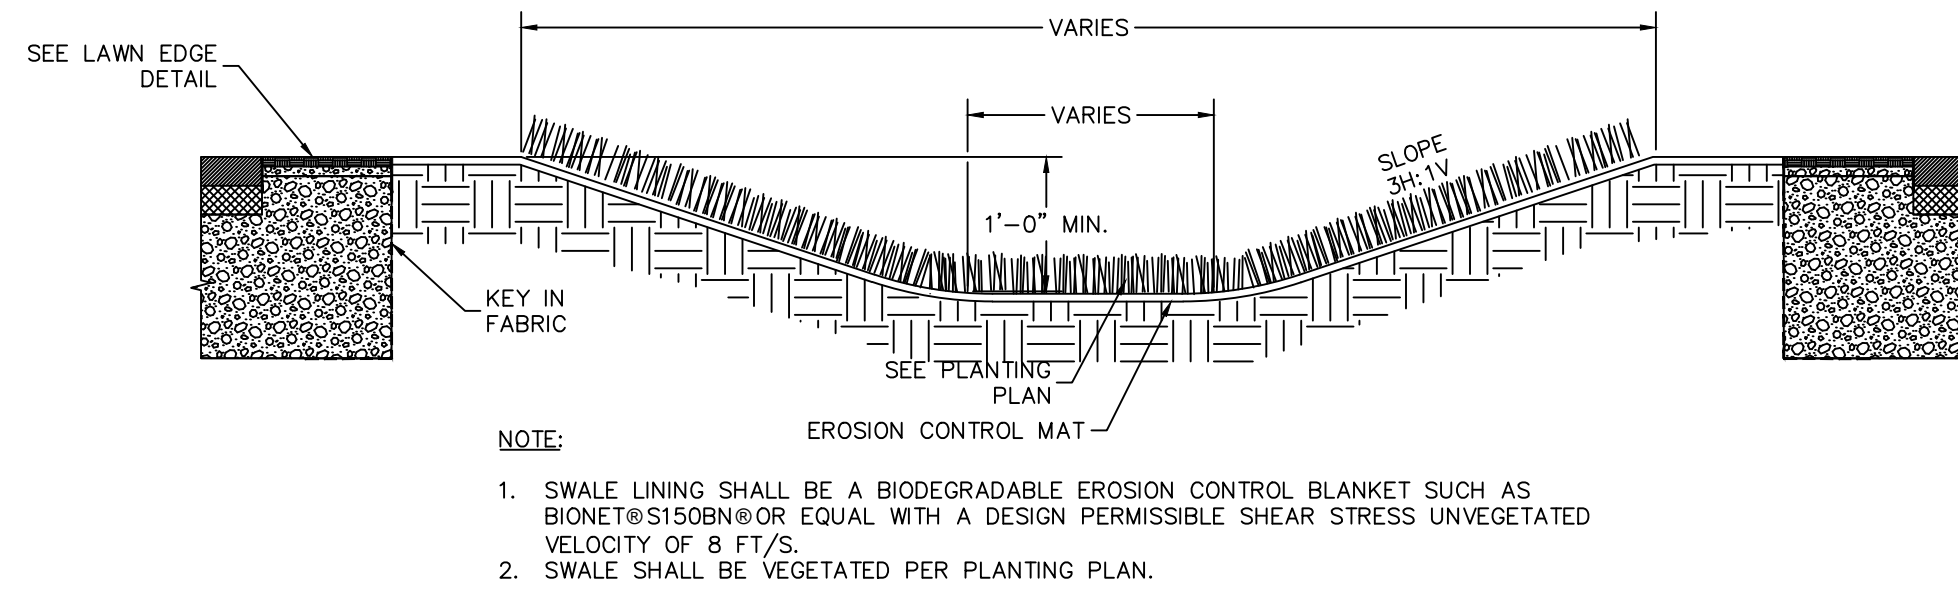 VARIES
SEE LAWN EDGE
DETAIL
VARIES
SLOPE
3H:1V
1'-0" MIN.
KEY IN
FABRIC
SEE PLANTING
PLAN
EROSION CONTROL MAT
NOTE:
1. SWALE LINING SHALL BE A BIODEGRADABLE EROSION CONTROL BLANKET SUCH AS
BIONET®S150BN®OR EQUAL WITH A DESIGN PERMISSIBLE SHEAR STRESS UNVEGETATED
VELOCITY OF 8 FT/S.
2. SWALE SHALL BE VEGETATED PER PLANTING PLAN.